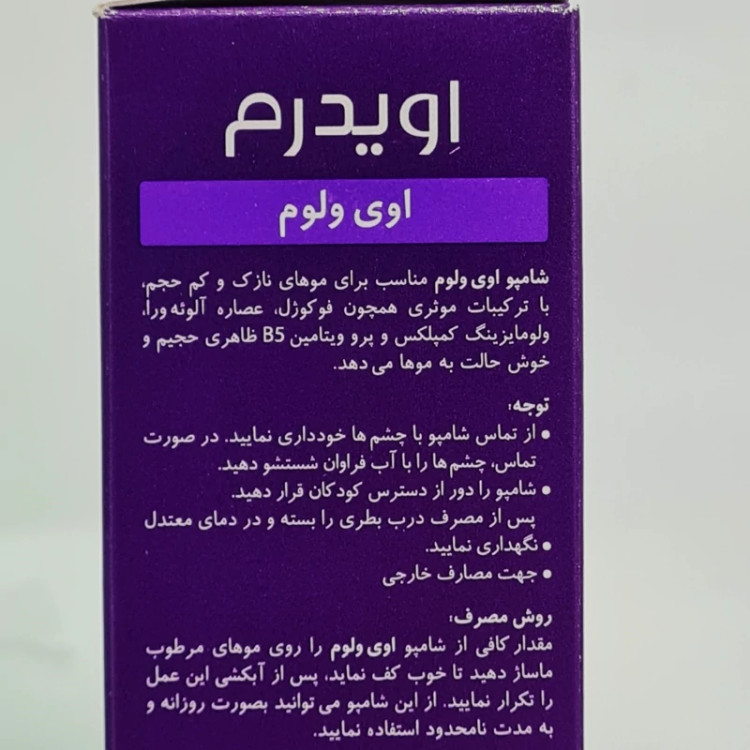 اِویدرم
اوی ولوم
شامپو اوی ولوم مناسب برای موهای نازک و کم حجم،
با ترکیبات موثری همچون فوکوژل، عصاره آلوئه ورا،
ولومایزینگ کمپلکس و پرو ویتامین B5 ظاهری حجیم و
خوش حالت به موها می دهد.
توجه:
• از تماس شامپو با چشم ها خودداری نمایید. در صورت
تماس، چشم ها را با آب فراوان شستشو دهید.
• شامپو را دور از دسترس کودکان قرار دهید.
پس از مصرف درب بطری را بسته و در دمای معتدل
• نگهداری نمایید.
• جهت مصارف خارجی
روش مصرف:
مقدار کافی از شامپو اوی ولوم را روی موهای مرطوب
ماساژ دهید تا خوب کف نماید، پس از آبکشی این عمل
را تکرار نمایید. از این شامپو می توانید بصورت روزانه و
به مدت نامحدود استفاده نمایید.